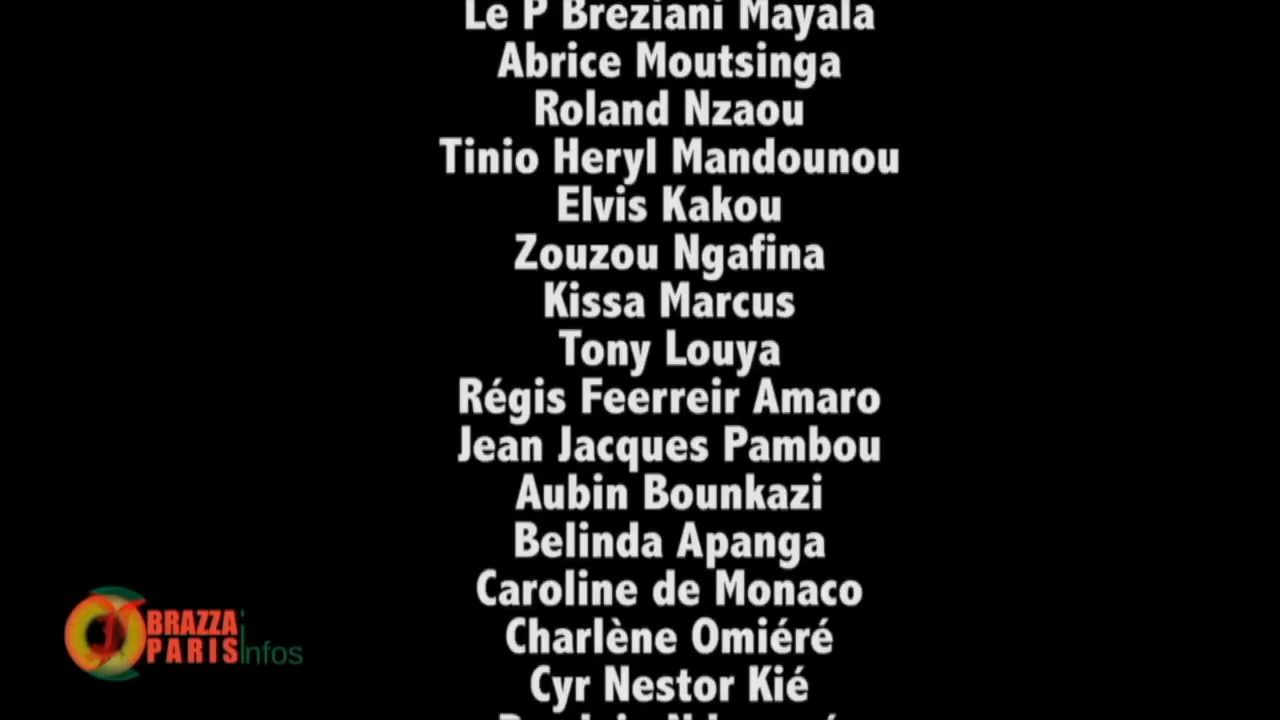 Le P Breziani Mayala
Abrice Moutsinga
Roland Nzaou
Tinio Heryl Mandounou
Elvis Kakou
Zouzou Ngafina
Kissa Marcus
Tony Louya
Régis Feerreir Amaro
Jean Jacques Pambou
Aubin Bounkazi
Belinda Apanga
Caroline de Monaco
Charlène Omiéré
Cyr Nestor Kié
BRAZZA
PARIS infos